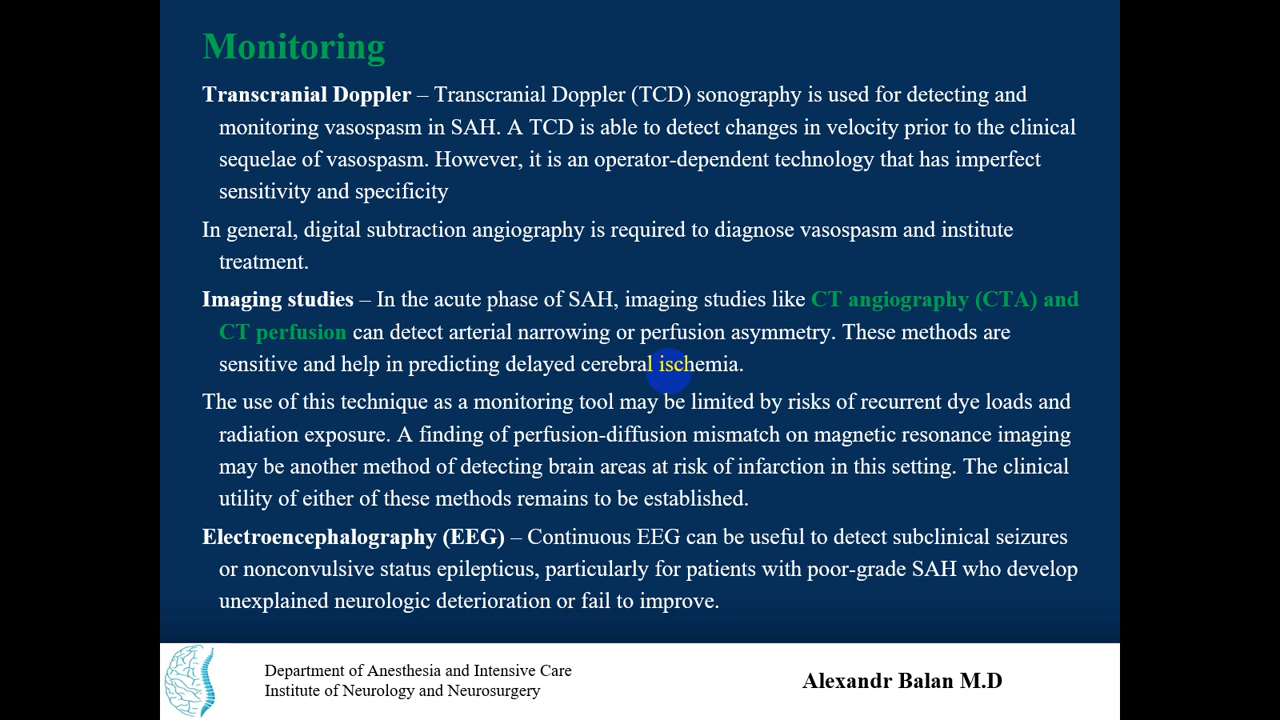 Monitoring
Transcranial Doppler – Transcranial Doppler (TCD) sonography is used for detecting and
monitoring vasospasm in SAH. A TCD is able to detect changes in velocity prior to the clinical
sequelae of vasospasm. However, it is an operator-dependent technology that has imperfect
sensitivity and specificity
In general, digital subtraction angiography is required to diagnose vasospasm and institute
treatment.
Imaging studies – In the acute phase of SAH, imaging studies like CT angiography (CTA) and
CT perfusion can detect arterial narrowing or perfusion asymmetry. These methods are
sensitive and help in predicting delayed cerebral ischemia.
The use of this technique as a monitoring tool may be limited by risks of recurrent dye loads and
radiation exposure. A finding of perfusion-diffusion mismatch on magnetic resonance imaging
may be another method of detecting brain areas at risk of infarction in this setting. The clinical
utility of either of these methods remains to be established.
Electroencephalography (EEG) – Continuous EEG can be useful to detect subclinical seizures
or nonconvulsive status epilepticus, particularly for patients with poor-grade SAH who develop
unexplained neurologic deterioration or fail to improve.
Department of Anesthesia and Intensive Care
Institute of Neurology and Neurosurgery
Alexandr Balan M.D